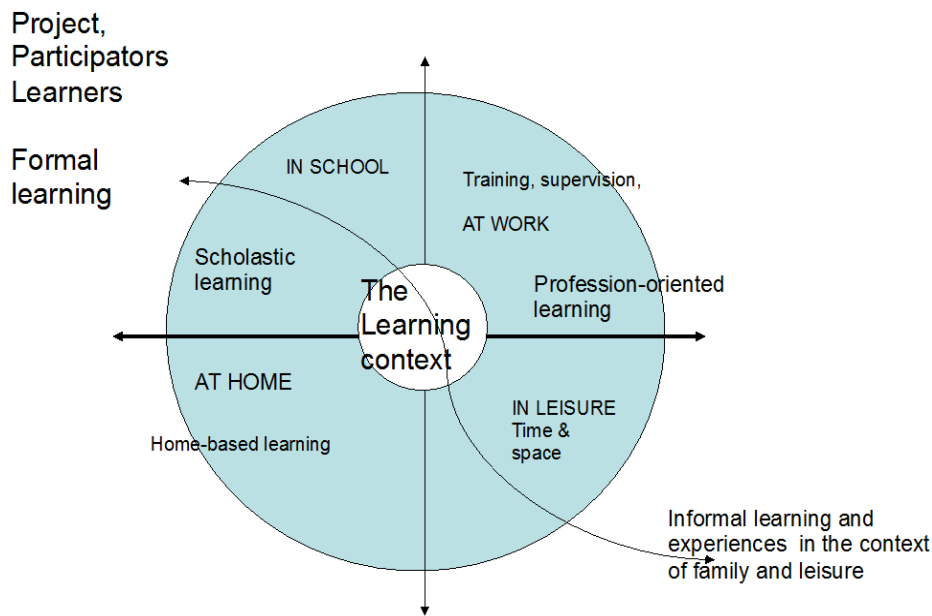 Project,
Participators
Learners
Formal
learning
IN SCHOOL
Training, supervision,
AT WORK
Scholastic
learning
The
Learning
context
Profession-oriented
learning
AT HOME
Home-based learning
IN LEISURE
Time &
space
Informal learning and
experiences in the context
of family and leisure